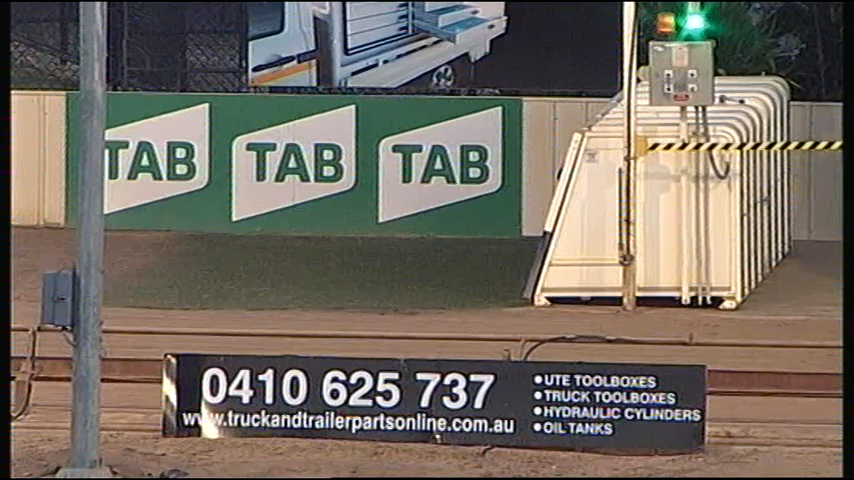 TAB TAB TAB
0410 625 737
www.truckandtrailerpartsonline.com.au
• UTE TOOLBOXES
• TRUCK TOOLBOXES
• HYDRAULIC CYLINDERS
• OIL TANKS